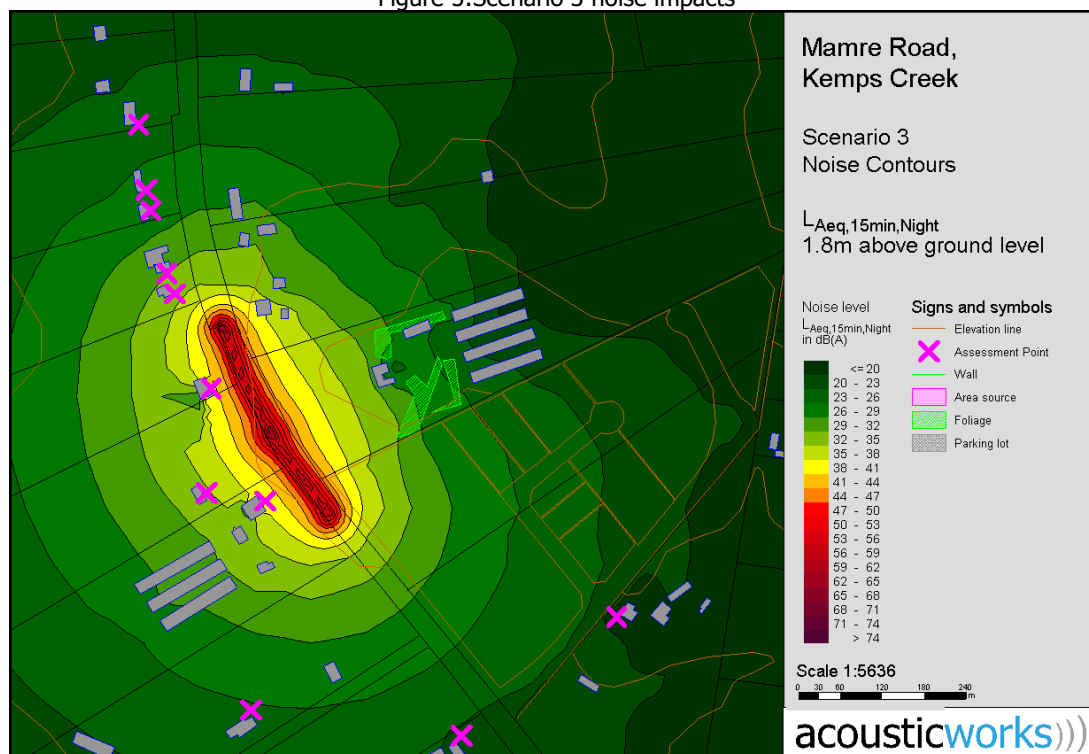 Figure 5:Scenario 3 noise impacts
Mamre Road,
Kemps Creek
Scenario 3
Noise Contours
LAeq,15min,Night
1.8m above ground level
Noise level
LAeq,15min,Night
in dB(A)
<= 20
20 - 23
23 - 26
26 - 29
29 - 32
32 - 35
35 - 38
38 - 41
41 - 44
44 - 47
47 - 50
50 - 53
53 - 56
56 - 59
59 - 62
62 - 65
65 - 68
68 - 71
71 - 74
> 74
Signs and symbols
Elevation line
Assessment Point
Wall
Area source
Foliage
Parking lot
Scale 1:5636
0 30 60 120 180 240
m
acousticworks)))